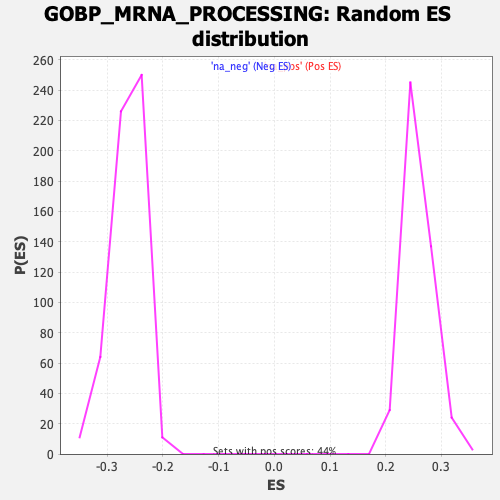 GOBP_MRNA_PROCESSING: Random ES
distribution
'na_neg' (Neg ES)
os' (Pos ES)
260
240
220
200
180
160
140
120
100
80
60
40
20
0
P(ES)
Sets with pos scores: 44%
-0.3 -0.2 -0.1 0.0 0.1 0.2 0.3
ES